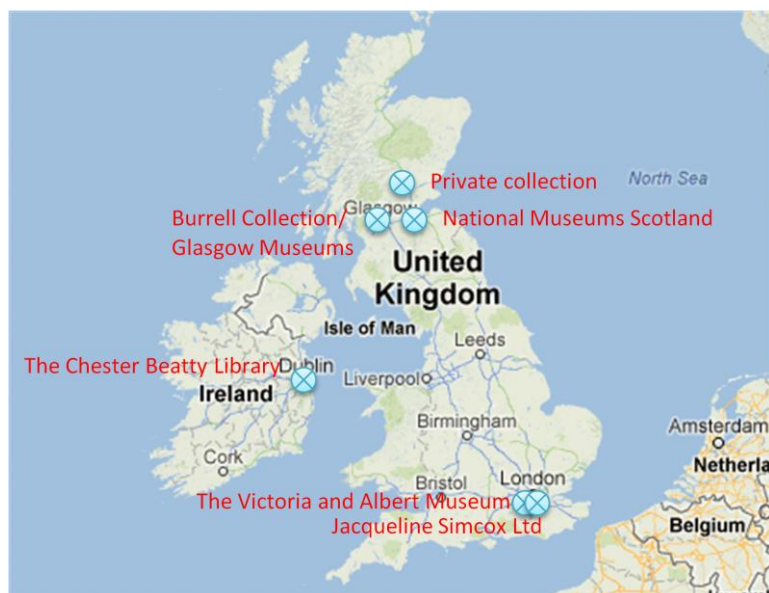 Private collection
North Sea
Glasgow
Burrell Collection/
Glasgow Museums
National Museums Scotland
United
Kingdom
Isle of Man
Leeds
The Chester Beatty Library
Dublin
Liverpool
Ireland
Birmingham
Amsterdam
Cork
Netherla
London
Bristol
The Victoria and Albert Museum
Jacqueline Simcox Ltd
Belgium